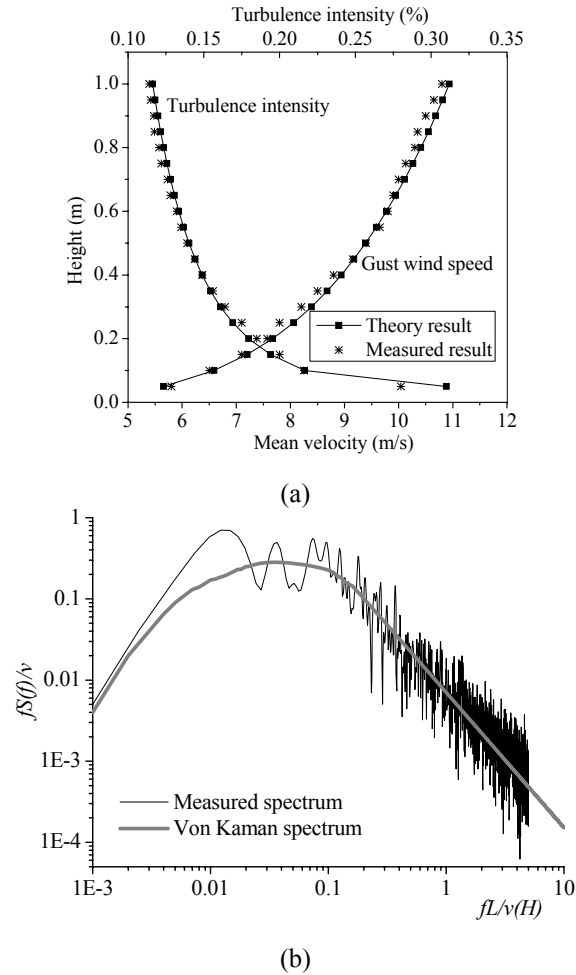 Turbulence intensity (%)
0.10 0.15 0.20 0.25 0.30 0.35
1.0
0.8
0.6
0.4
0.2
0.0
Height (m)
Turbulence intensity
Gust wind speed
Theory result
Measured result
5 6 7 8 9 10 11 12
Mean velocity (m/s)
(a)
1
0.1
0.01
1E-3
1E-4
fS(f)/v
Measured spectrum
Von Kaman spectrum
1E-3 0.01 0.1 1 10
fL/v(H)
(b)